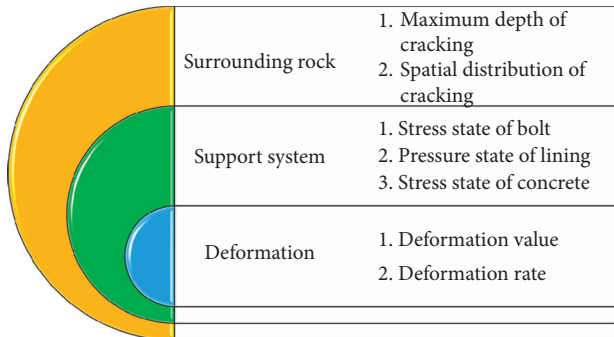 Surrounding rock
1. Maximum depth of
cracking
2. Spatial distribution of
cracking
Support system
1. Stress state of bolt
2. Pressure state of lining
3. Stress state of concrete
Deformation
1. Deformation value
2. Deformation rate